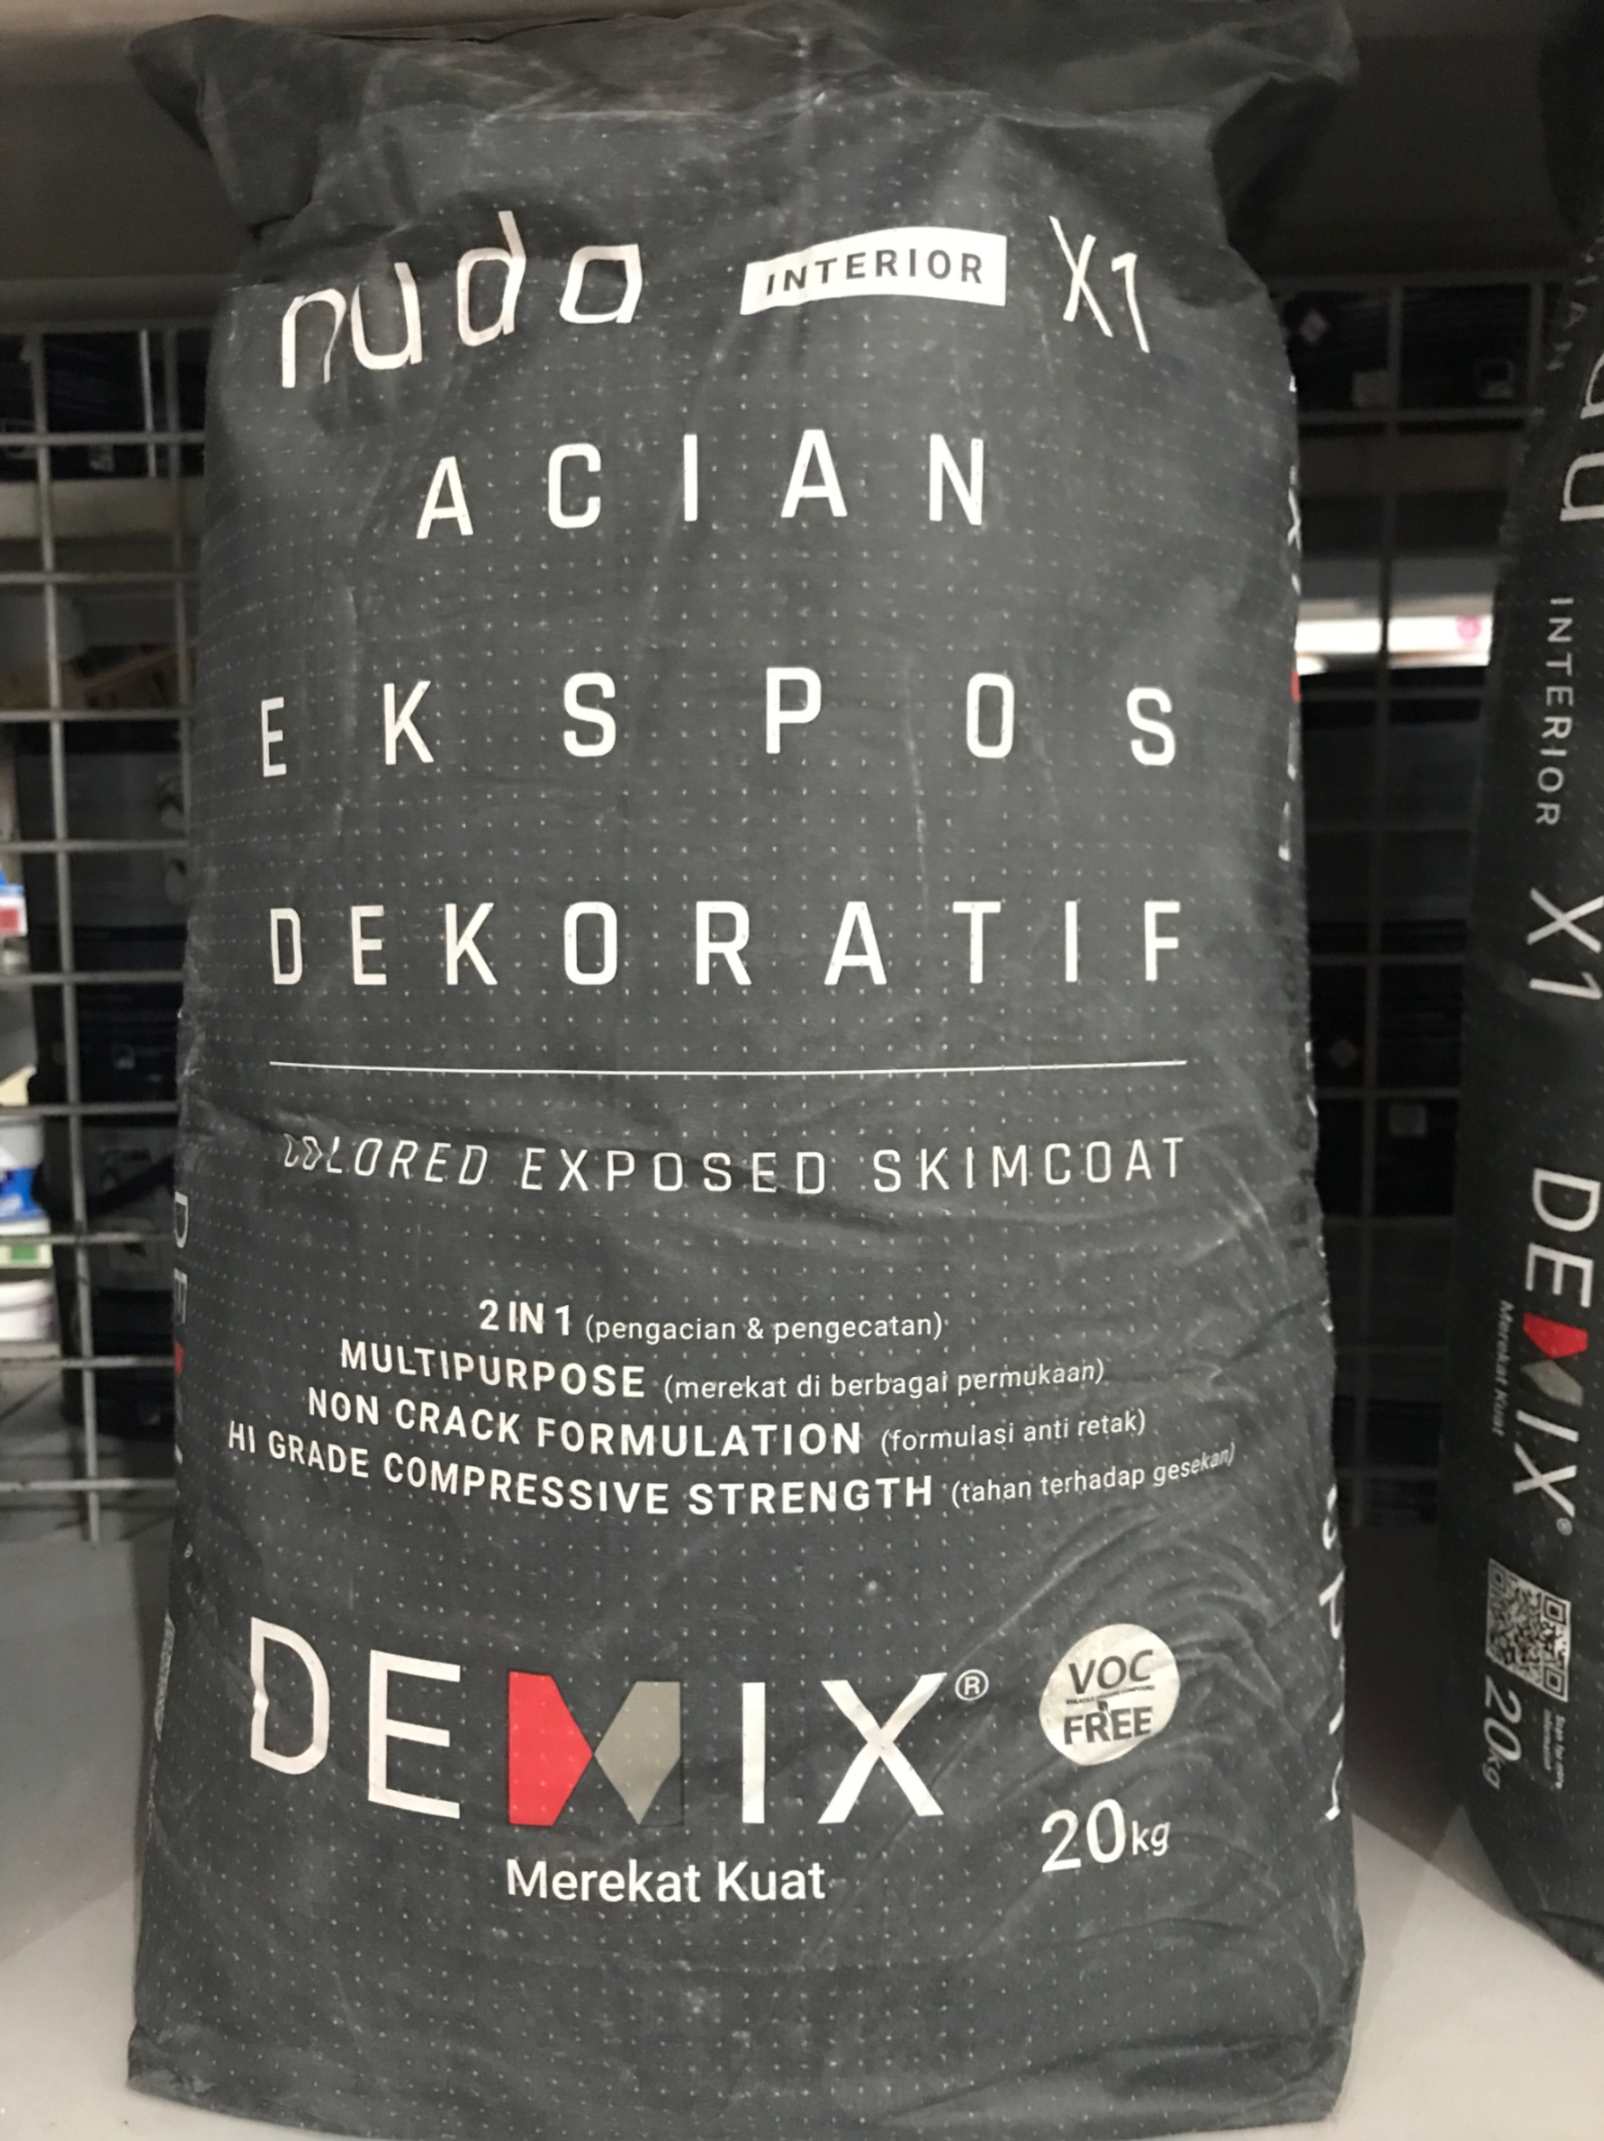 nudo INTERIOR X1
ACIAN
EKSPOS
DEKORATIF
COLORED EXPOSED SKIMCOAT
2 IN 1 (pengacian & pengecatan)
MULTIPURPOSE (merekat di berbagai permukaan)
NON CRACK FORMULATION (formulasi anti retak)
HI GRADE COMPRESSIVE STRENGTH (tahan terhadap gesekan)
DEMIX®
Merekat Kuat
VOC
FREE
20kg
INTERIOR X1 DEMIX®
Merekat Kuat
20kg